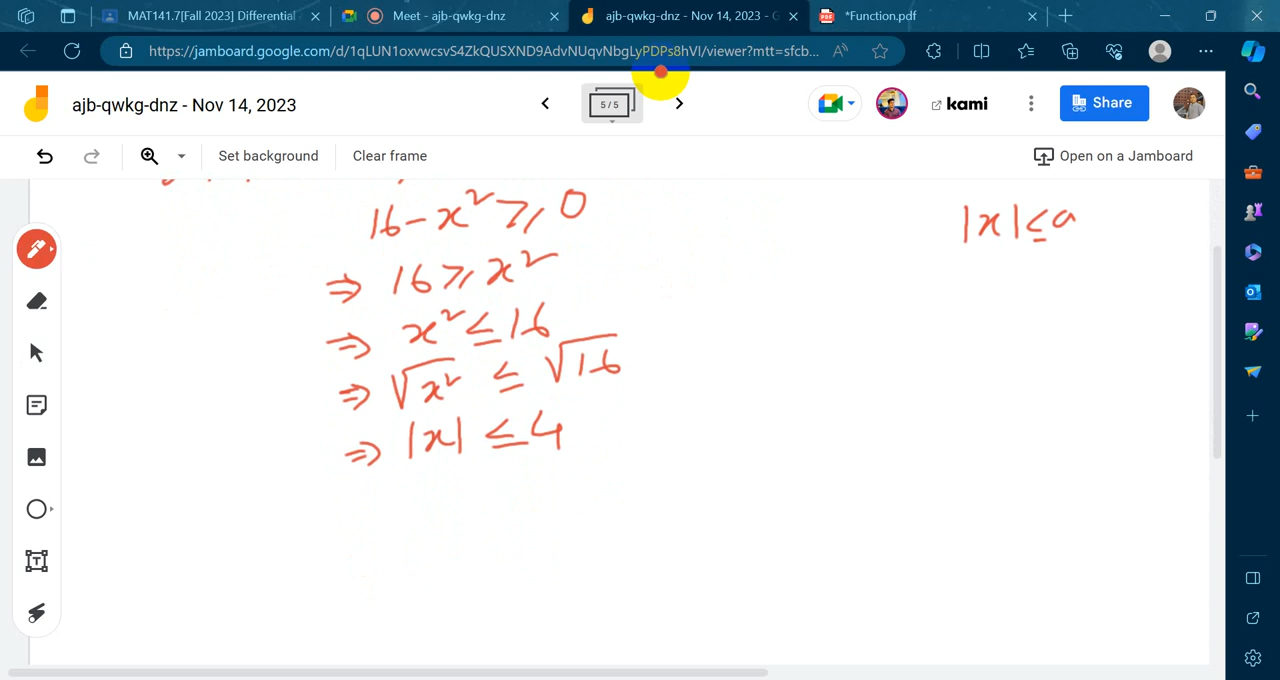 MAT141.7[Fall 2023] Differential
Meet - ajb-qwkg-dnz
ajb-qwkg-dnz - Nov 14, 2023 - G
*Function.pdf
https://jamboard.google.com/d/1qLUN1oxvwcsvS4ZkQUSXND9AdvNUqvNbgLyPDPs8hVI/viewer?mtt=sfcb...
ajb-qwkg-dnz - Nov 14, 2023
5 / 5
kami
Share
Set background
Clear frame
Open on a Jamboard
16 - x² ≥ 0
|x| ≤ a
⇒ 16 ≥ x²
⇒ x² ≤ 16
⇒ √x² ≤ √16
⇒ |x| ≤ 4